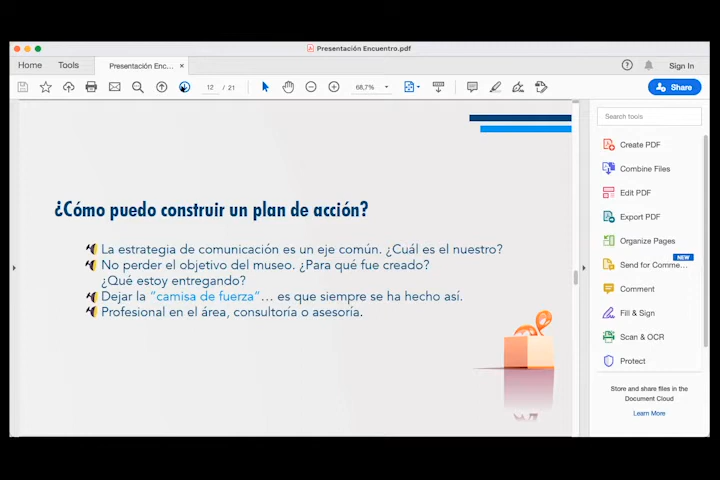 Presentación Encuentro.pdf
Home Tools Presentación Enc... × Sign In
12 / 21 68,7% Share
Search tools
Create PDF
Combine Files
Edit PDF
Export PDF
Organize Pages
NEW
Send for Comme...
Comment
Fill & Sign
Scan & OCR
Protect
Store and share files in the
Document Cloud
Learn More
¿Cómo puedo construir un plan de acción?
La estrategia de comunicación es un eje común. ¿Cuál es el nuestro?
No perder el objetivo del museo. ¿Para qué fue creado?
¿Qué estoy entregando?
Dejar la "camisa de fuerza"... es que siempre se ha hecho así.
Profesional en el área, consultoría o asesoría.